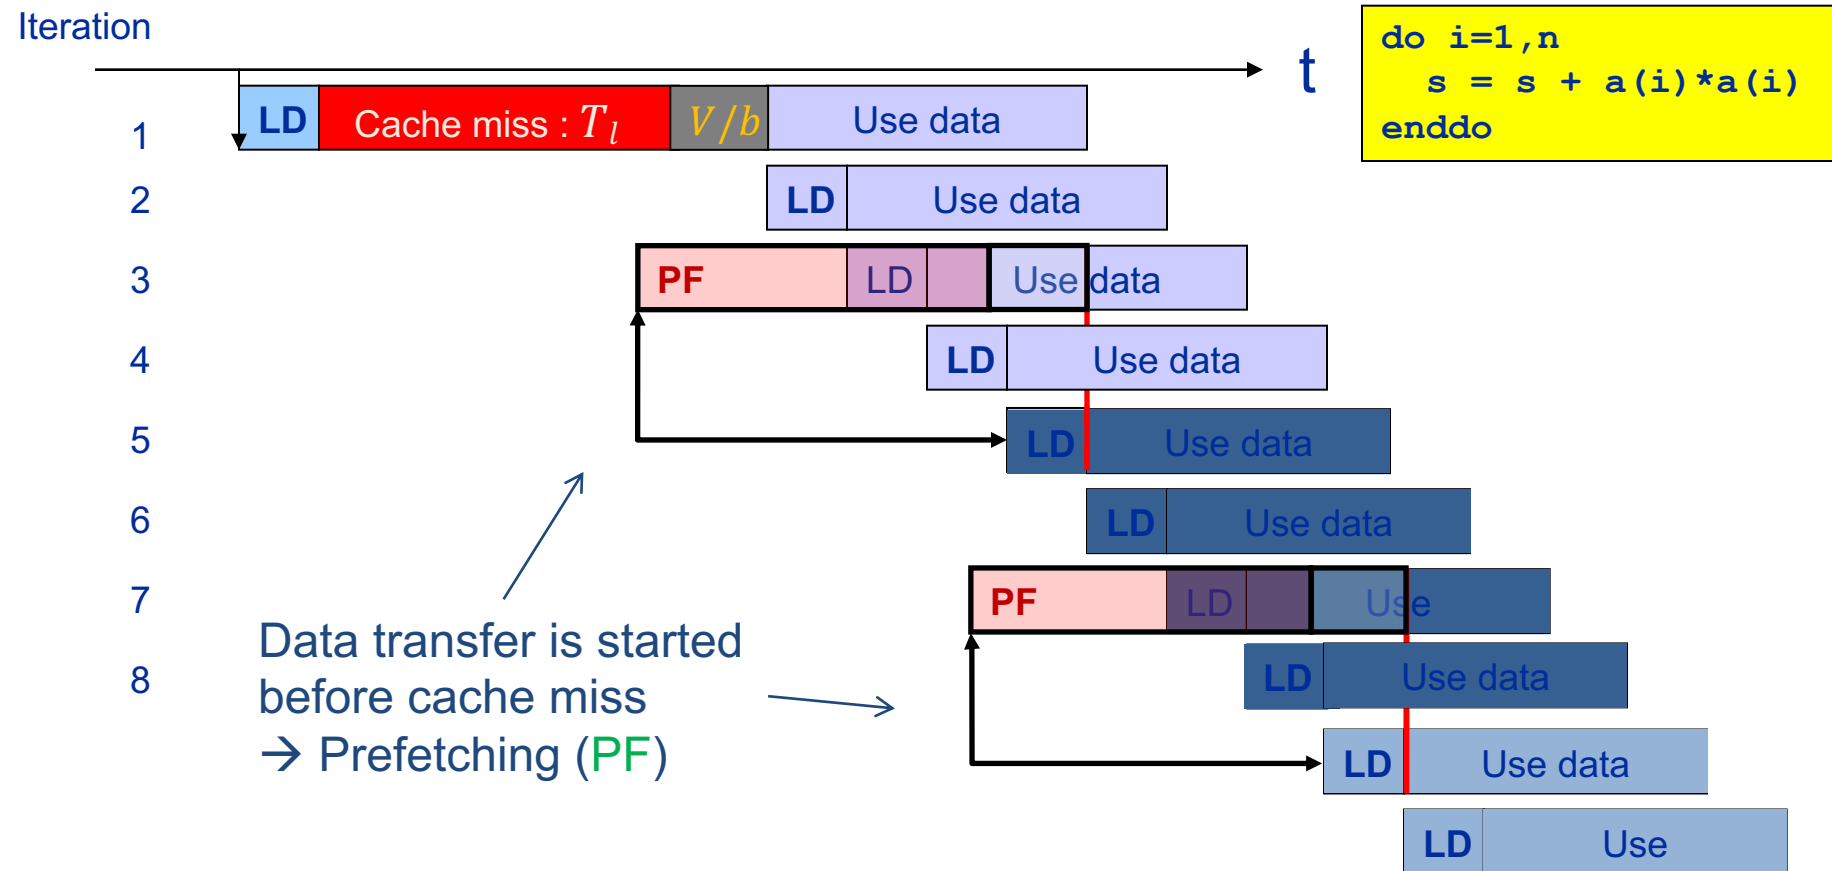 Iteration
t
do i=1,n
s = s + a(i)*a(i)
enddo
1 LD Cache miss : T_l V/b Use data
2 LD Use data
3 PF LD Use data
4 LD Use data
5 LD Use data
6 LD Use data
7 PF LD Use
8 LD Use data
LD Use data
LD Use
Data transfer is started
before cache miss
→ Prefetching (PF)